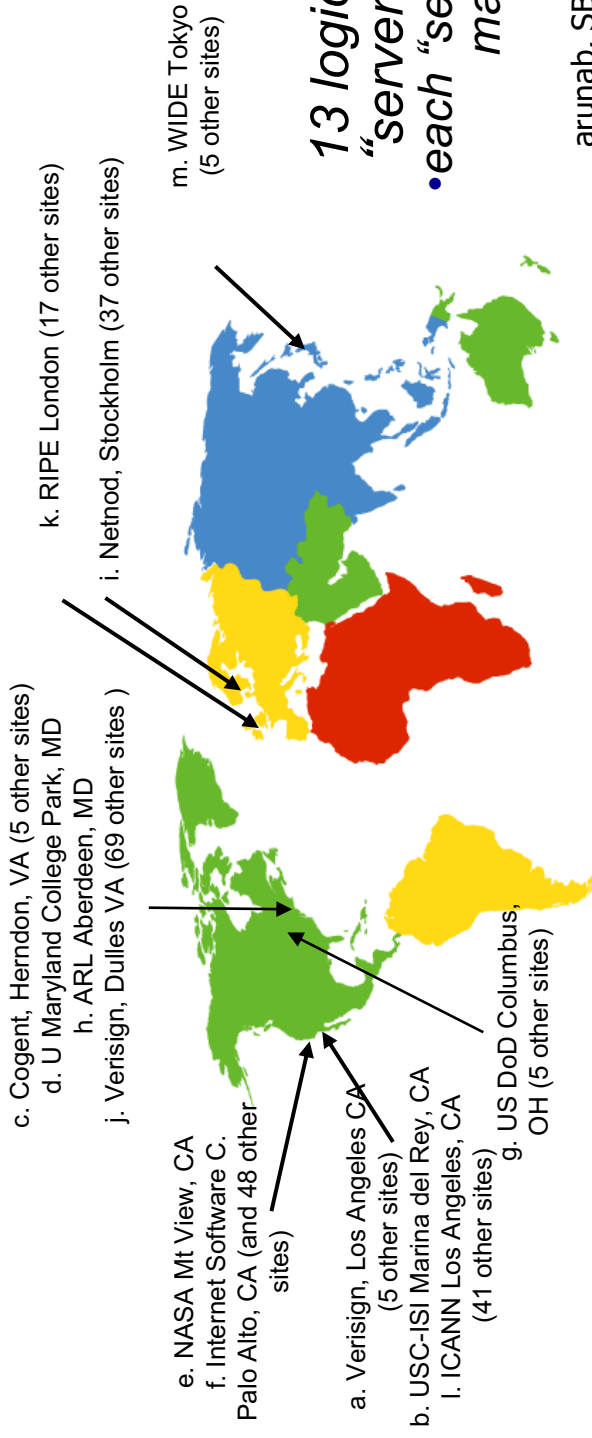 c. Cogent, Herndon, VA (5 other sites)
d. U Maryland College Park, MD
h. ARL Aberdeen, MD
j. Verisign, Dulles VA (69 other sites )
k. RIPE London (17 other sites)
i. Netnod, Stockholm (37 other sites)
m. WIDE Tokyo
(5 other sites)
e. NASA Mt View, CA
f. Internet Software C.
Palo Alto, CA (and 48 other
sites)
a. Verisign, Los Angeles CA
(5 other sites)
b. USC-ISI Marina del Rey, CA
l. ICANN Los Angeles, CA
(41 other sites)
g. US DoD Columbus,
OH (5 other sites)
13
“server
•each
arunab,